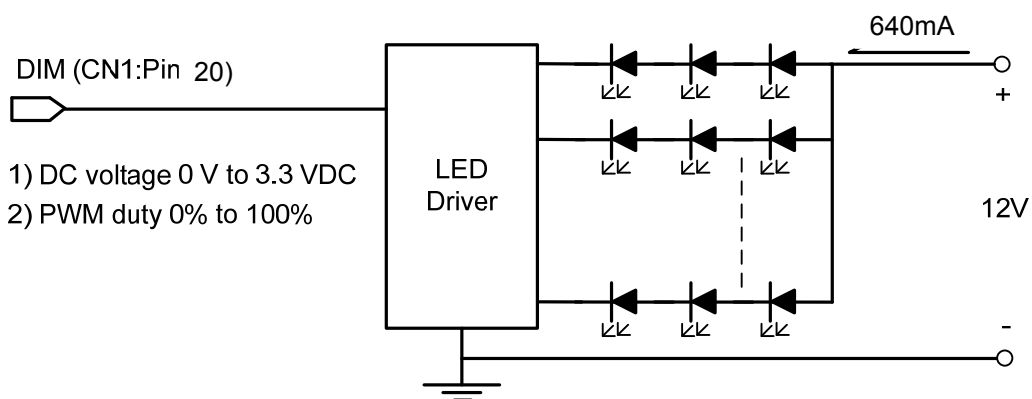 640mA
DIM (CN1:Pin 20)
+
1) DC voltage 0 V to 3.3 VDC
2) PWM duty 0% to 100%
LED
Driver
12V
-